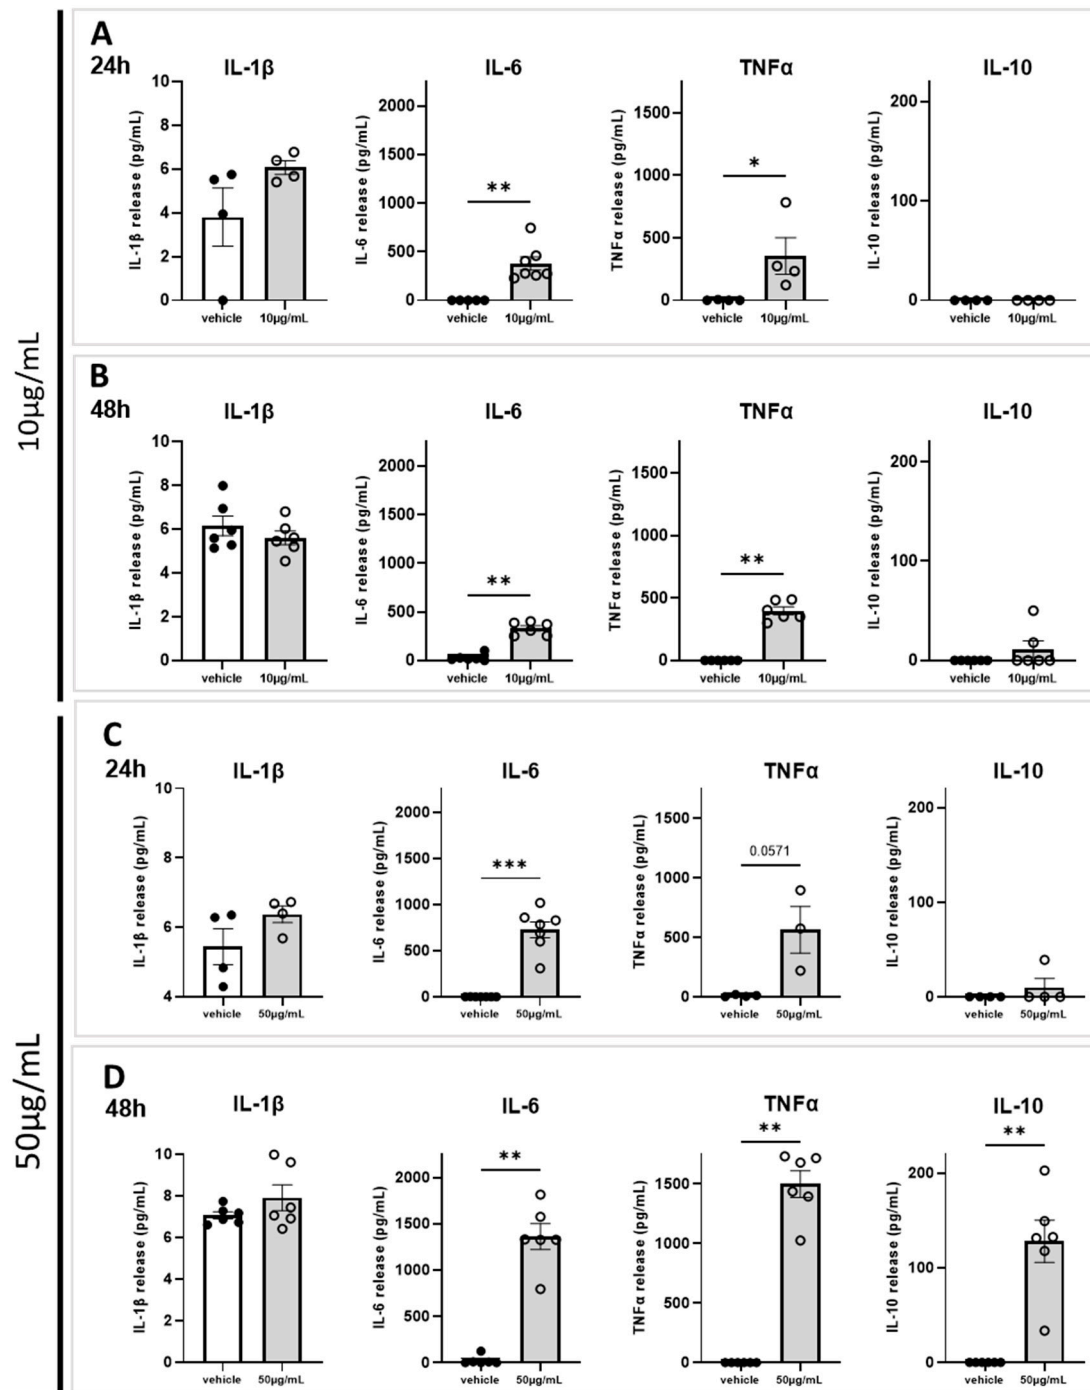 10µg/mL
A
24h
IL-1β
IL-1β release (pg/mL)
10
8
6
4
2
0
vehicle
10µg/mL
IL-6
IL-6 release (pg/mL)
2000
1500
1000
500
0
**
vehicle
10µg/mL
TNFα
TNFα release (pg/mL)
1500
1000
500
0
*
vehicle
10µg/mL
IL-10
IL-10 release (pg/mL)
200
100
0
vehicle
10µg/mL
B
48h
IL-1β
IL-1β release (pg/mL)
10
8
6
4
2
0
vehicle
10µg/mL
IL-6
IL-6 release (pg/mL)
2000
1500
1000
500
0
**
vehicle
10µg/mL
TNFα
TNFα release (pg/mL)
1500
1000
500
0
**
vehicle
10µg/mL
IL-10
IL-10 release (pg/mL)
200
100
0
vehicle
10µg/mL
50µg/mL
C
24h
IL-1β
IL-1β release (pg/mL)
10
8
6
4
vehicle
50µg/mL
IL-6
IL-6 release (pg/mL)
2000
1500
1000
500
0
***
vehicle
50µg/mL
TNFα
TNFα release (pg/mL)
1500
1000
500
0
0.0571
vehicle
50µg/mL
IL-10
IL-10 release (pg/mL)
200
100
0
vehicle
50µg/mL
D
48h
IL-1β
IL-1β release (pg/mL)
10
8
6
4
2
0
vehicle
50µg/mL
IL-6
IL-6 release (pg/mL)
2000
1500
1000
500
0
**
vehicle
50µg/mL
TNFα
TNFα release (pg/mL)
1500
1000
500
0
**
vehicle
50µg/mL
IL-10
IL-10 release (pg/mL)
200
100
0
**
vehicle
50µg/mL